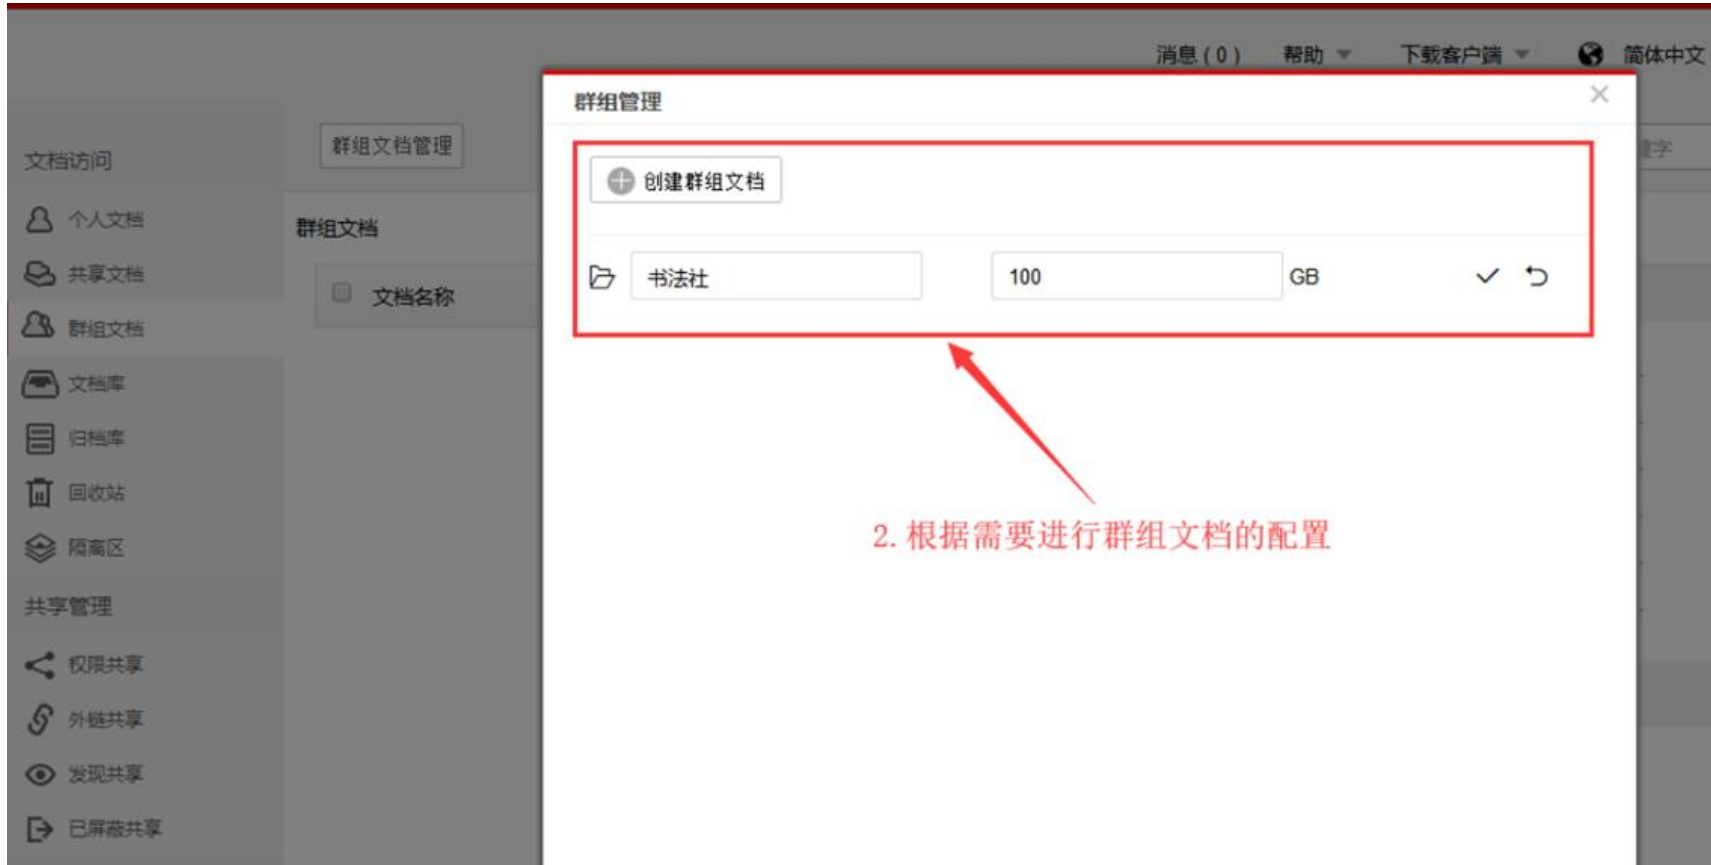 消息(0) 帮助 下载客户端 简体中文
群组管理
文档访问
群组文档管理
创建群组文档
个人文档
群组文档
共享文档
文档名称
书法社 100 GB
群组文档
文档库
归档库
回收站
隔离区
2.根据需要进行群组文档的配置
共享管理
权限共享
外链共享
发现共享
已屏蔽共享